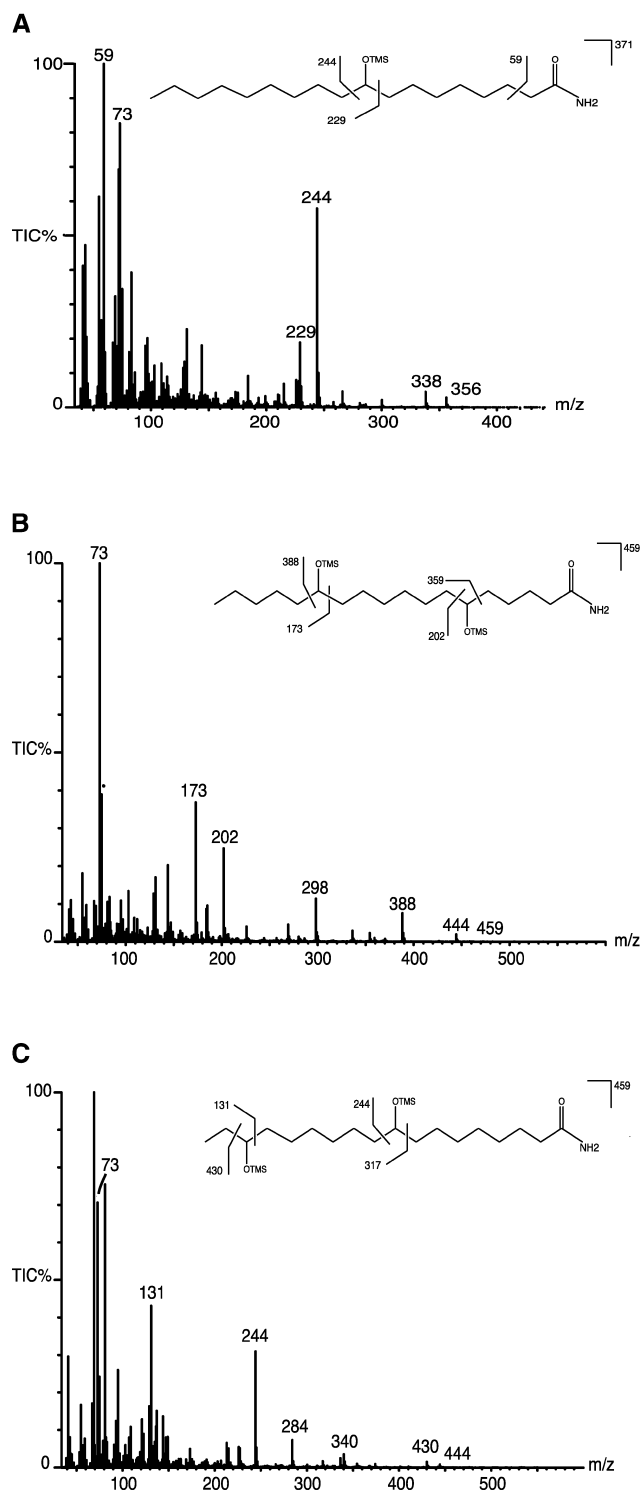 A
371
59
244
OTMS
59
O
NH2
229
100
73
244
TIC%
229
338
356
0
100
200
300
400
m/z
B
459
73
100
388
OTMS
359
O
NH2
173
202
OTMS
TIC%
173
202
298
388
444
459
0
100
200
300
400
500
m/z
C
459
100
131
244
OTMS
O
NH2
73
430
OTMS
317
TIC%
131
244
284
340
430
444
0
100
200
300
400
500
m/z